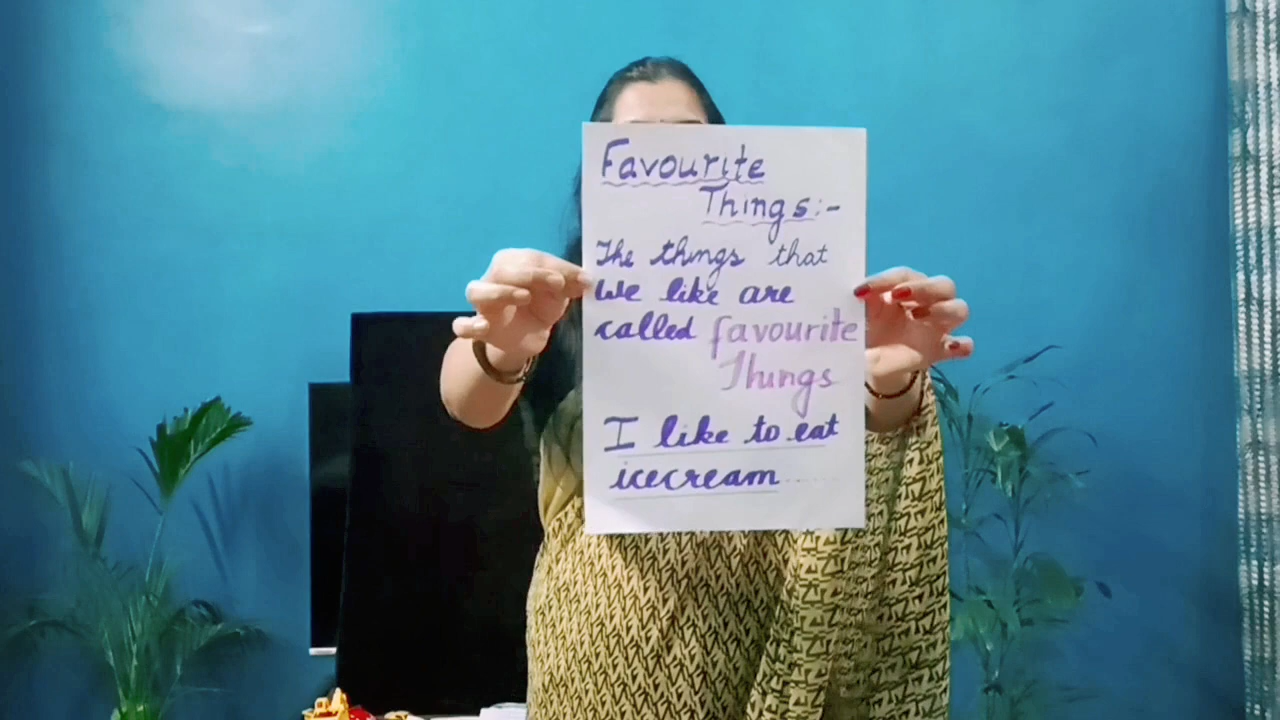 Favourite
Things:-
The things that
We like are
called favourite
Things
I like to eat
icecream......